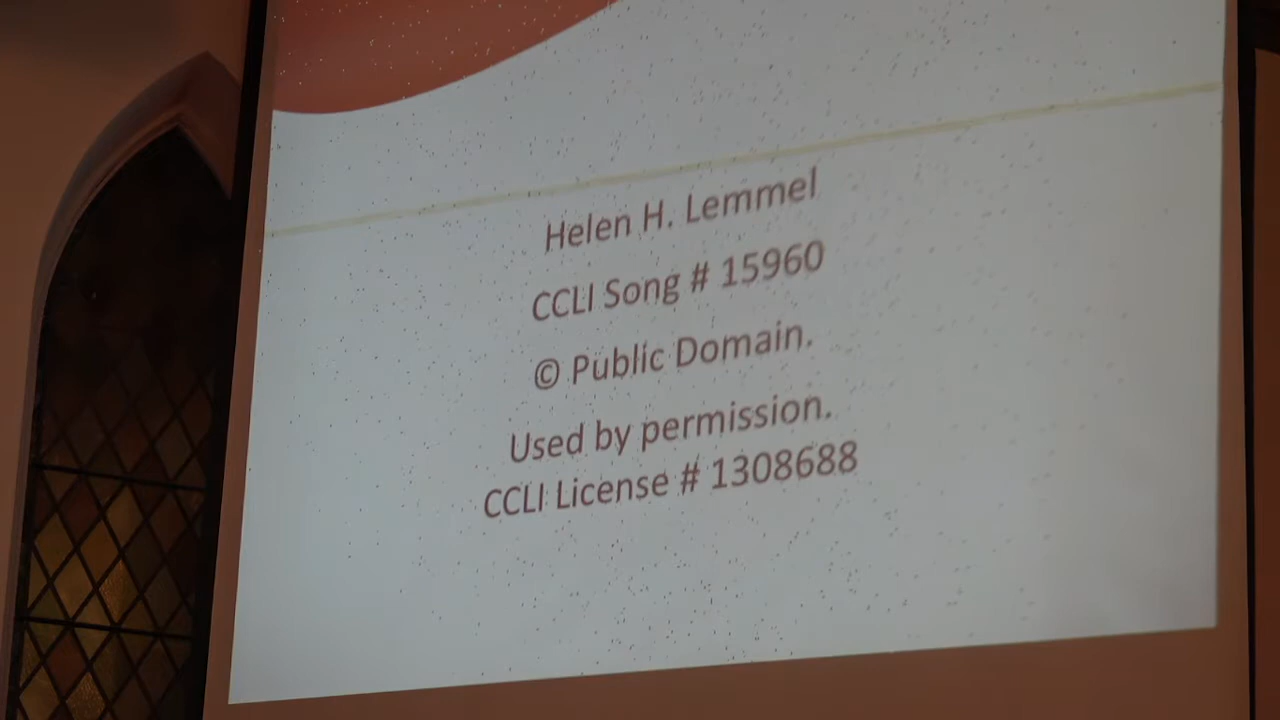 Helen H. Lemmel
CCLI Song # 15960
© Public Domain.
Used by permission.
CCLI License # 1308688